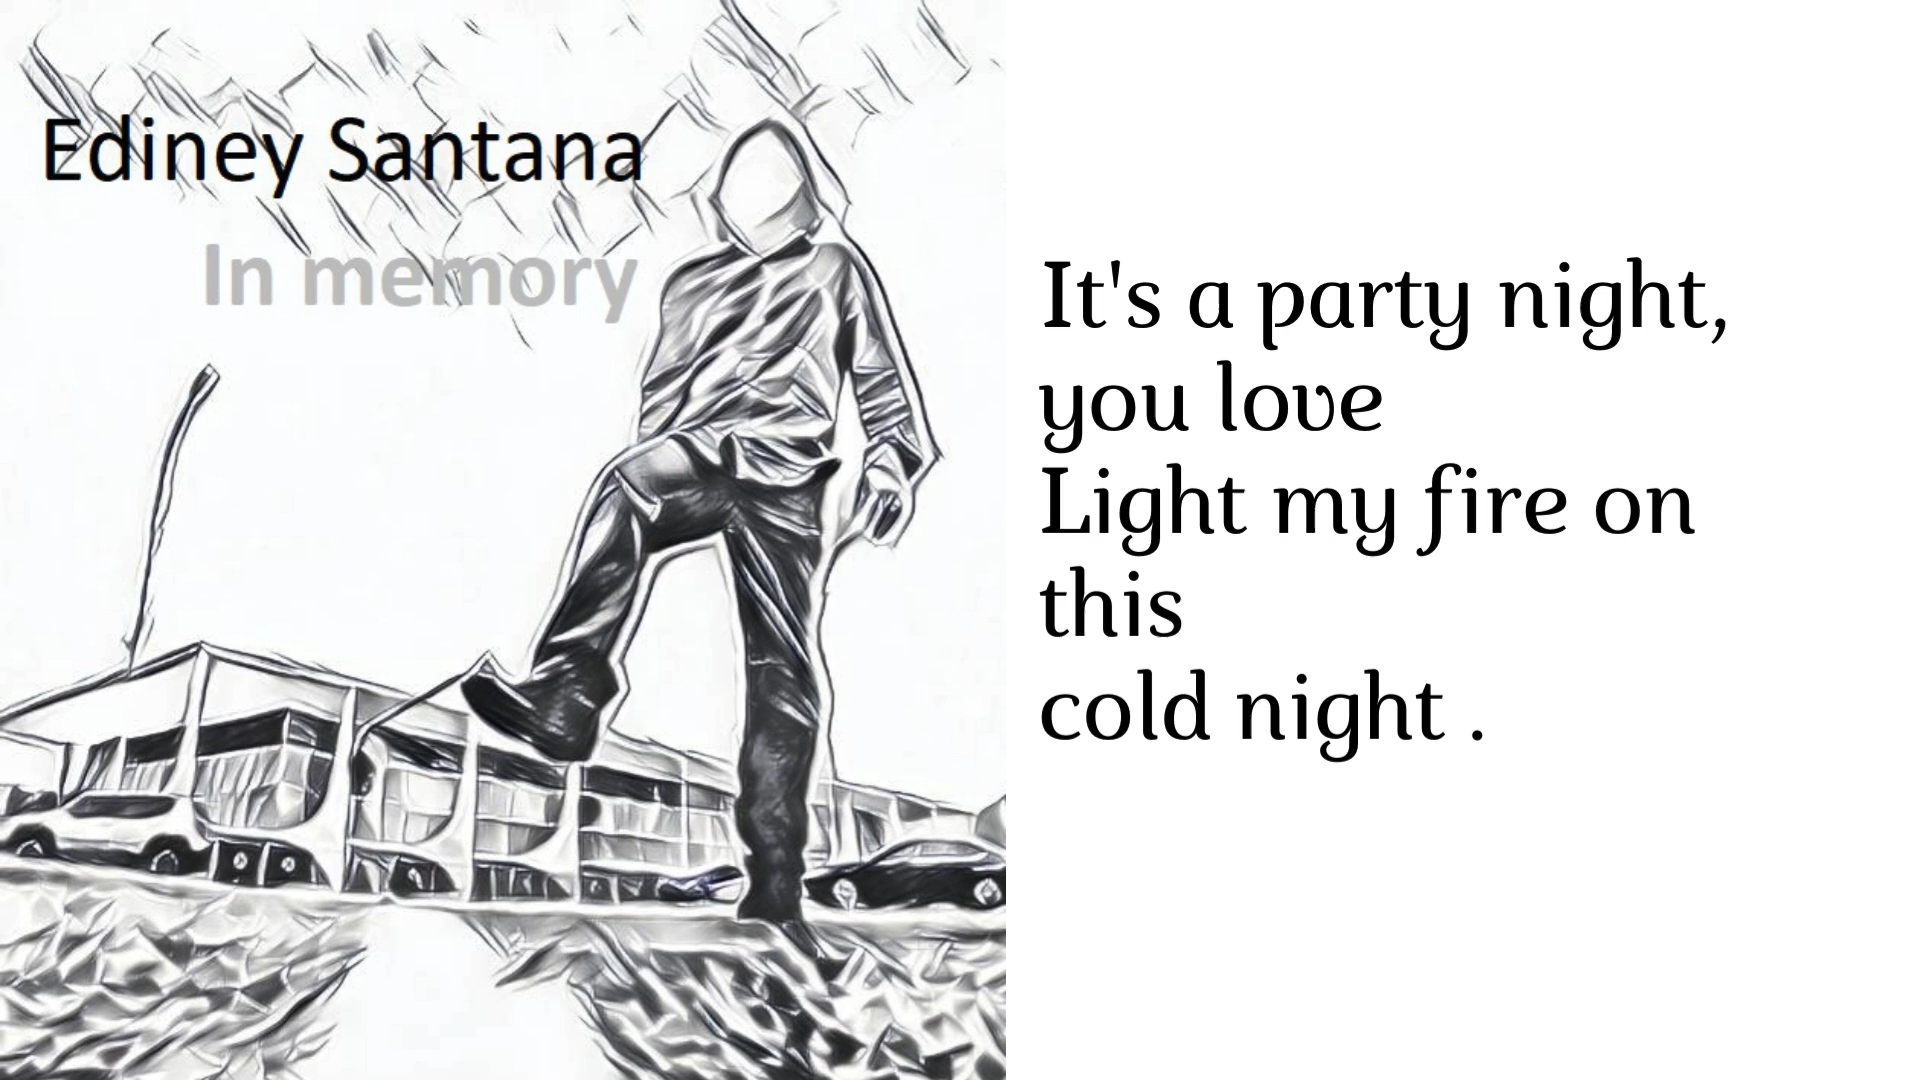 Ediney Santana
In memory
It's a party night,
you love
Light my fire on
this
cold night .